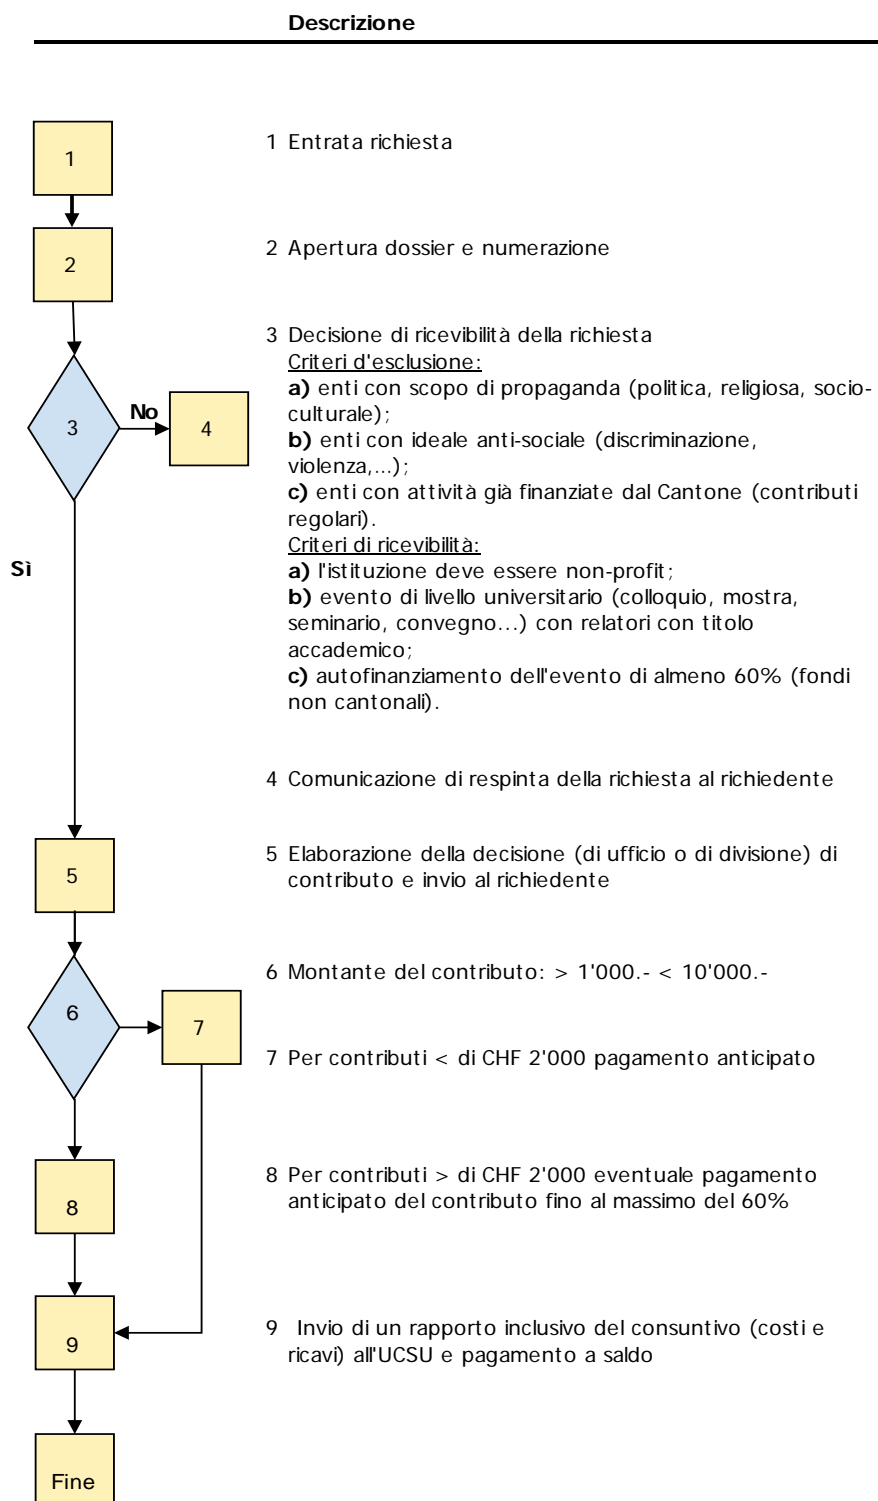 Descrizione
1
1 Entrata richiesta
2
2 Apertura dossier e numerazione
3 Decisione di ricevibilità della richiesta
Criteri d'esclusione:
a) enti con scopo di propaganda (politica, religiosa, socio-
culturale);
b) enti con ideale anti-sociale (discriminazione,
violenza,...);
c) enti con attività già finanziate dal Cantone (contributi
regolari).
Criteri di ricevibilità:
a) l'istituzione deve essere non-profit;
b) evento di livello universitario (colloquio, mostra,
seminario, convegno...) con relatori con titolo
accademico;
c) autofinanziamento dell'evento di almeno 60% (fondi
non cantonali).
3
No
4
Sì
4 Comunicazione di respinta della richiesta al richiedente
5
5 Elaborazione della decisione (di ufficio o di divisione) di
contributo e invio al richiedente
6
6 Montante del contributo: > 1'000.- < 10'000.-
7
7 Per contributi < di CHF 2'000 pagamento anticipato
8
8 Per contributi > di CHF 2'000 eventuale pagamento
anticipato del contributo fino al massimo del 60%
9
9 Invio di un rapporto inclusivo del consuntivo (costi e
ricavi) all'UCSU e pagamento a saldo
Fine